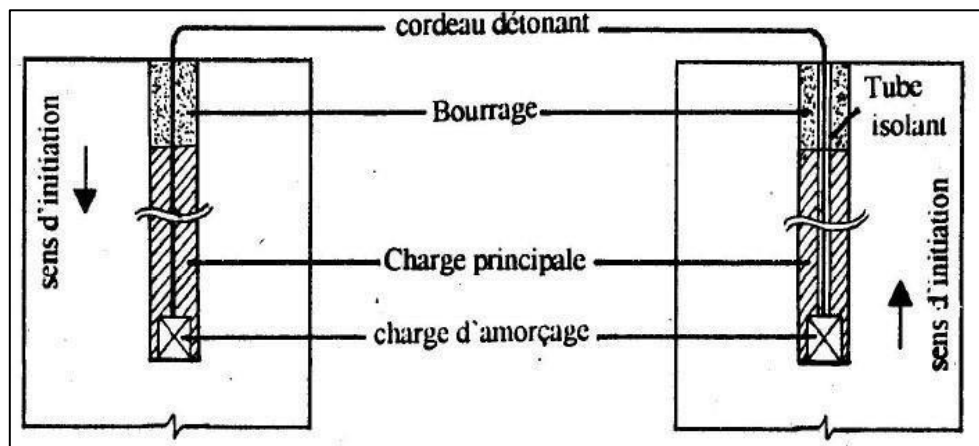 cordeau détonant
Bourrage
Tube
isolant
sens d'initiation
Charge principale
charge d'amorçage
sens d'initiation